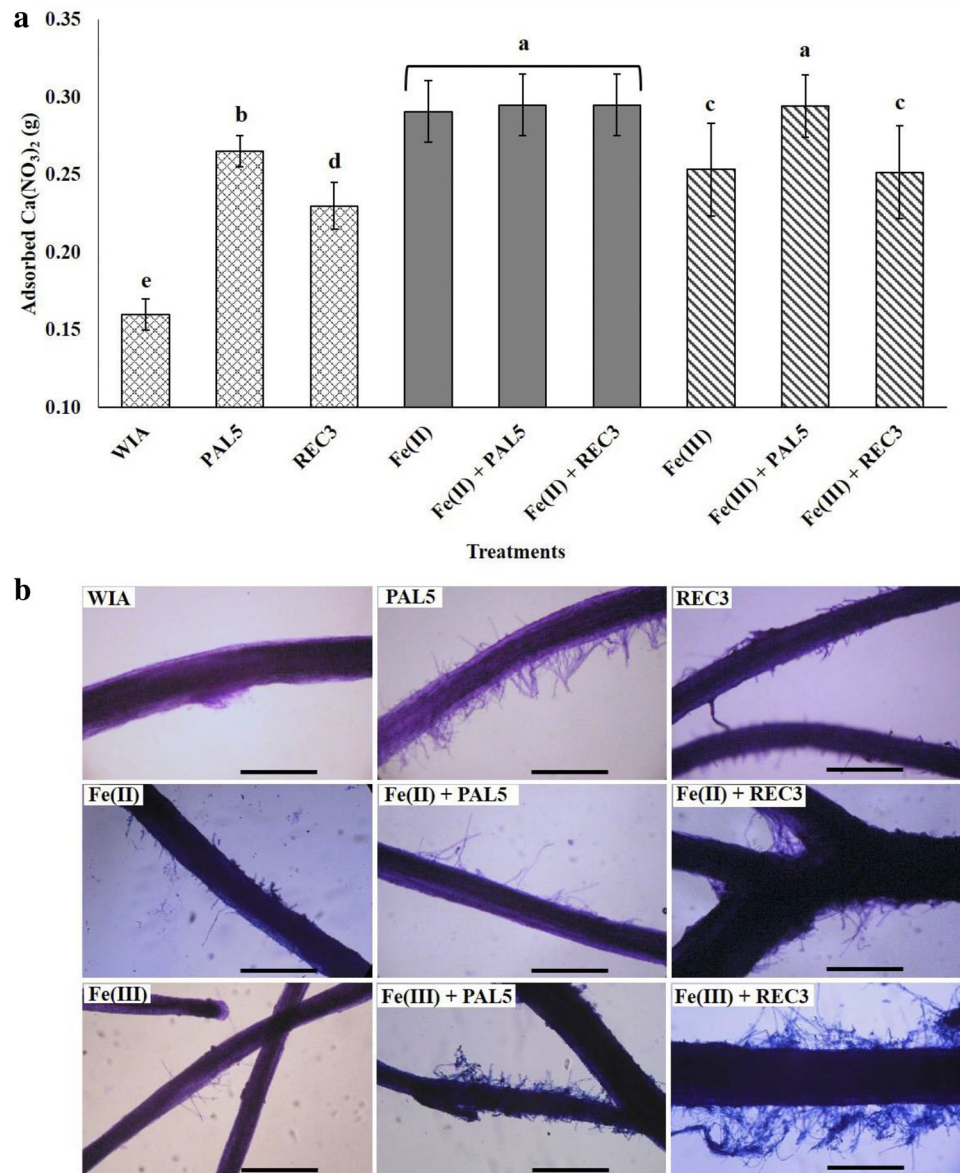 a
0.35
0.30
0.25
0.20
0.15
0.10
Adsorbed Ca(NO₃)₂ (g)
e
b
d
a
c
a
c
WIA
PAL5
REC3
Fe(II)
Fe(II) + PAL5
Fe(II) + REC3
Fe(III)
Fe(III) + PAL5
Fe(III) + REC3
Treatments
b
WIA
PAL5
REC3
Fe(II)
Fe(II) + PAL5
Fe(II) + REC3
Fe(III)
Fe(III) + PAL5
Fe(III) + REC3